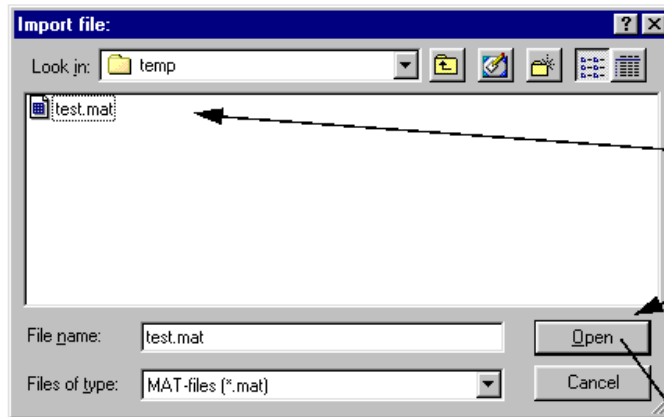 Import file:
Look in: temp
test.mat
File name: test.mat Open
Files of type: MAT-files (*.mat) Cancel